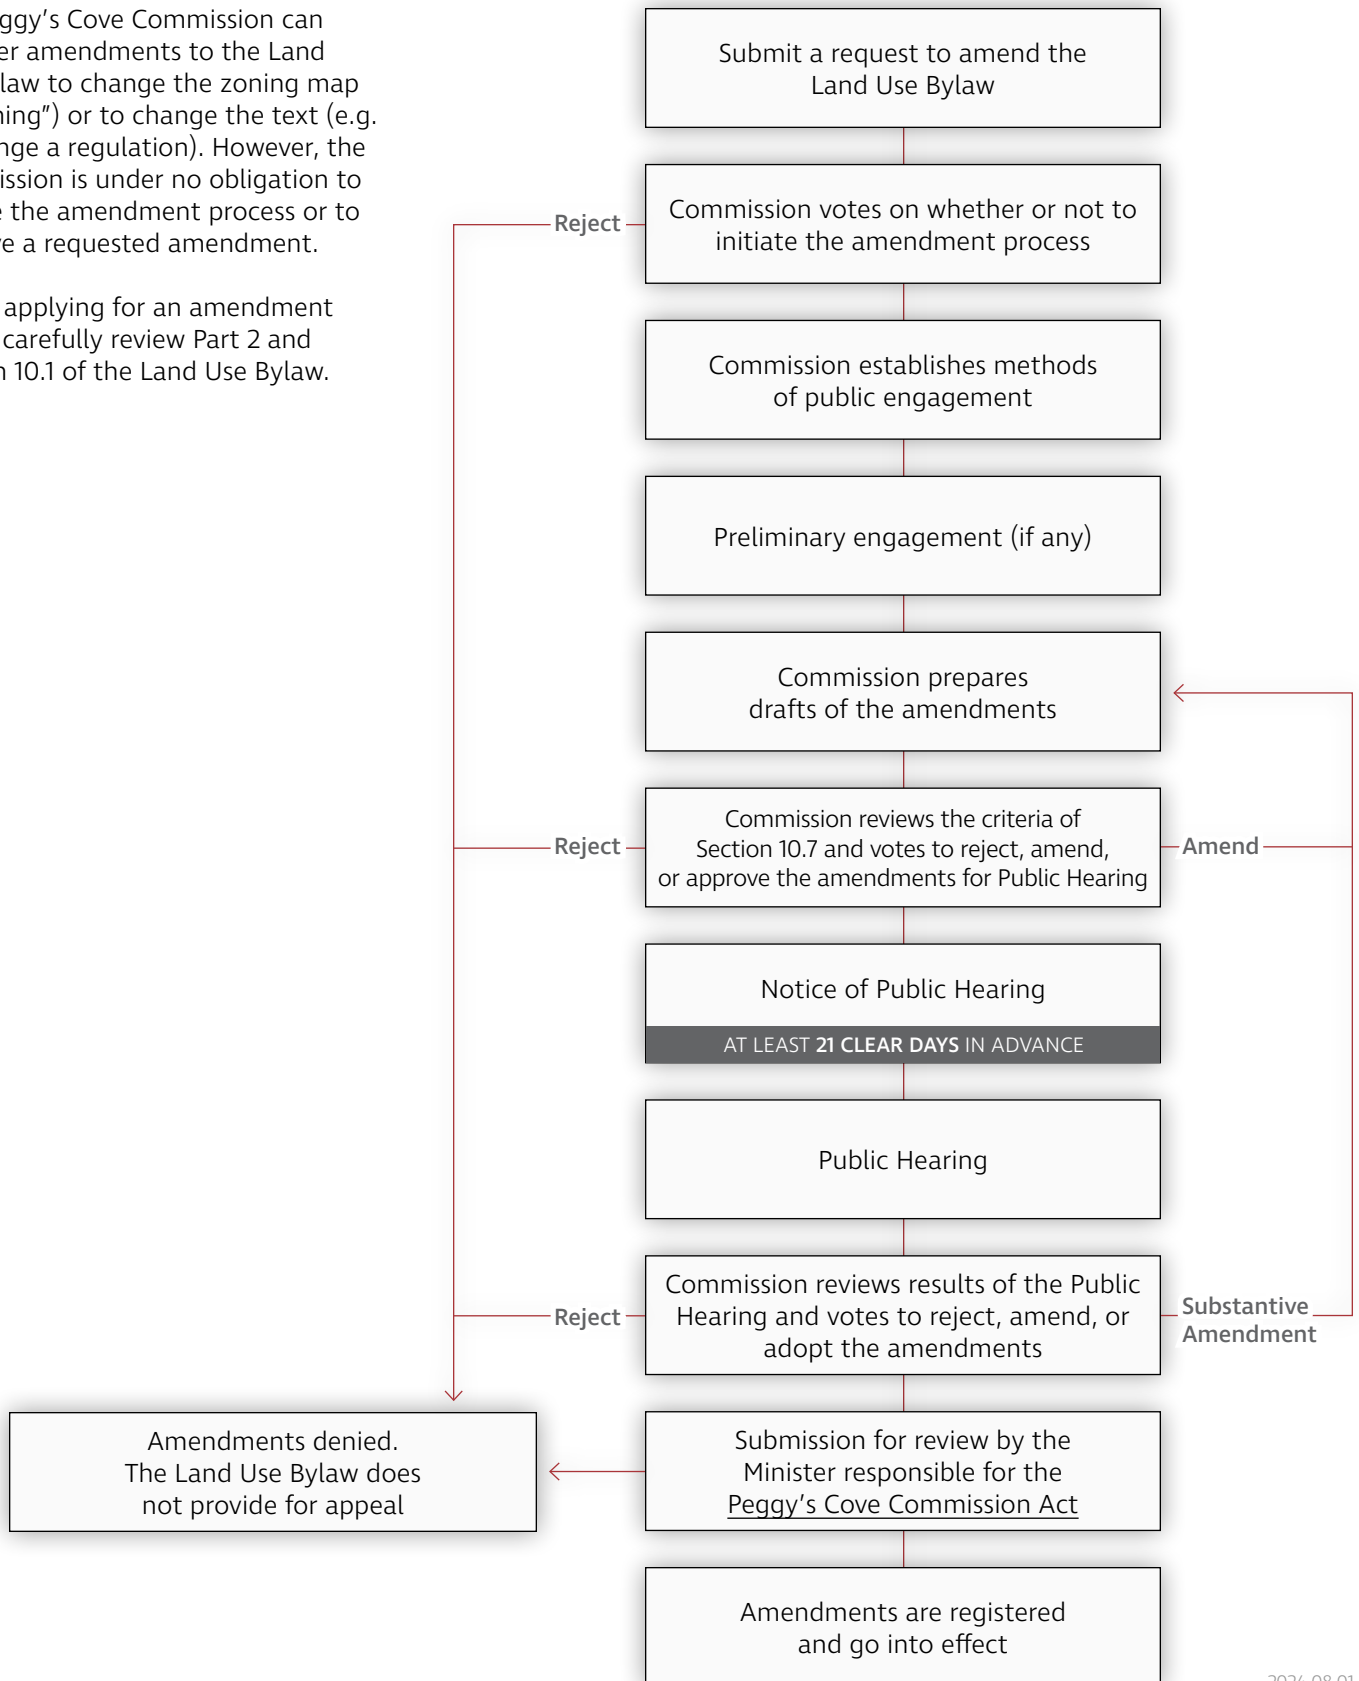 ggy’s Cove Commission can
er amendments to the Land
law to change the zoning map
ning”) or to change the text (e.g.
nge a regulation). However, the
ission is under no obligation to
e the amendment process or to
ve a requested amendment.
applying for an amendment
carefully review Part 2 and
n 10.1 of the Land Use Bylaw.
Submit a request to amend the
Land Use Bylaw
Reject
Commission votes on whether or not to
initiate the amendment process
Commission establishes methods
of public engagement
Preliminary engagement (if any)
Commission prepares
drafts of the amendments
Reject
Commission reviews the criteria of
Section 10.7 and votes to reject, amend,
or approve the amendments for Public Hearing
Amend
Notice of Public Hearing
AT LEAST 21 CLEAR DAYS IN ADVANCE
Public Hearing
Reject
Commission reviews results of the Public
Hearing and votes to reject, amend, or
adopt the amendments
Substantive
Amendment
Amendments denied.
The Land Use Bylaw does
not provide for appeal
Submission for review by the
Minister responsible for the
Peggy’s Cove Commission Act
Amendments are registered
and go into effect